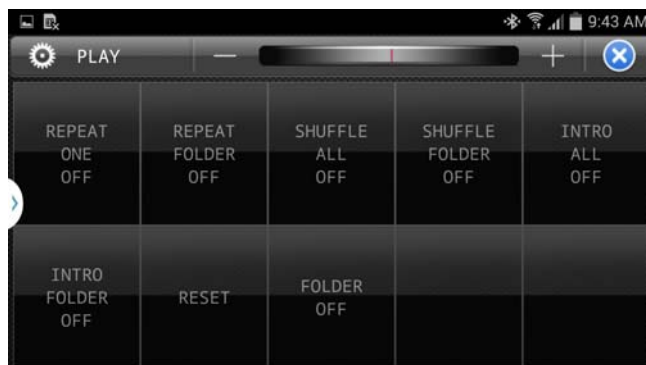 9:43 AM
PLAY
REPEAT
ONE
OFF
REPEAT
FOLDER
OFF
SHUFFLE
ALL
OFF
SHUFFLE
FOLDER
OFF
INTRO
ALL
OFF
INTRO
FOLDER
OFF
RESET
FOLDER
OFF